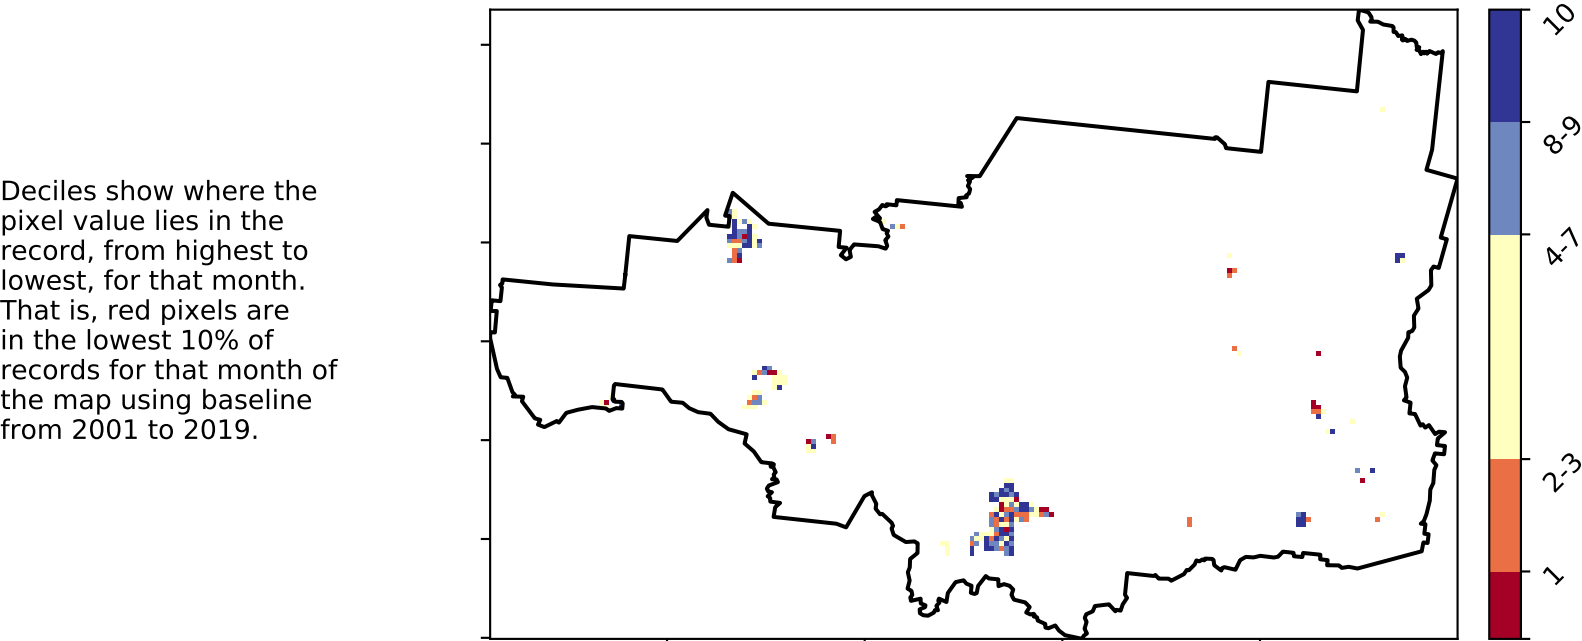 Deciles show where the
pixel value lies in the
record, from highest to
lowest, for that month.
That is, red pixels are
in the lowest 10% of
records for that month of
the map using baseline
from 2001 to 2019.
10
8-9
4-7
2-3
1